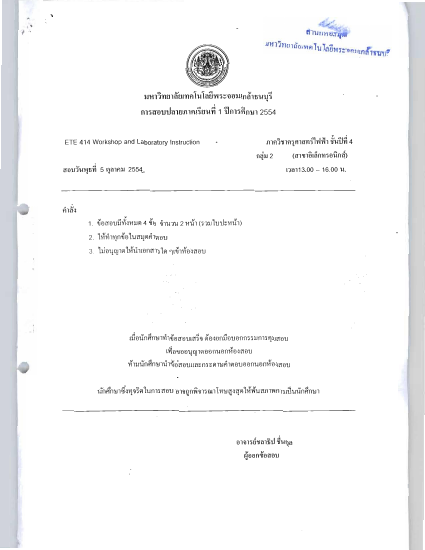 สำนักหอสมุด
มหาวิทยาลัยเทคโนโลยีพระจอมเกล้าธนบุรี
มหาวิทยาลัยเทคโนโลยีพระจอมเกล้าธนบุรี
การสอบปลายภาคเรียนที่ 1 ปีการศึกษา 2554
ETE 414 Workshop and Laboratory Instruction
ภาควิชาครุศาสตร์ไฟฟ้า ชั้นปีที่ 4
กลุ่ม 2 (สาขาอิเล็กทรอนิกส์)
สอบวันพุธที่ 5 ตุลาคม 2554
เวลา13.00 – 16.00 น.
คำสั่ง
1. ข้อสอบมีทั้งหมด 4 ข้อ จำนวน 2 หน้า (รวมใบปะหน้า)
2. ให้ทำทุกข้อในสมุดคำตอบ
3. ไม่อนุญาตให้นำเอกสารใด ๆเข้าห้องสอบ
เมื่อนักศึกษาทำข้อสอบเสร็จ ต้องยกมือบอกกรรมการคุมสอบ
เพื่อขออนุญาตออกนอกห้องสอบ
ห้ามนักศึกษานำข้อสอบและกระดาษคำตอบออกนอกห้องสอบ
นักศึกษาซึ่งทุจริตในการสอบ อาจถูกพิจารณาโทษสูงสุดให้พ้นสภาพการเป็นนักศึกษา
ผู้ออกข้อสอบ